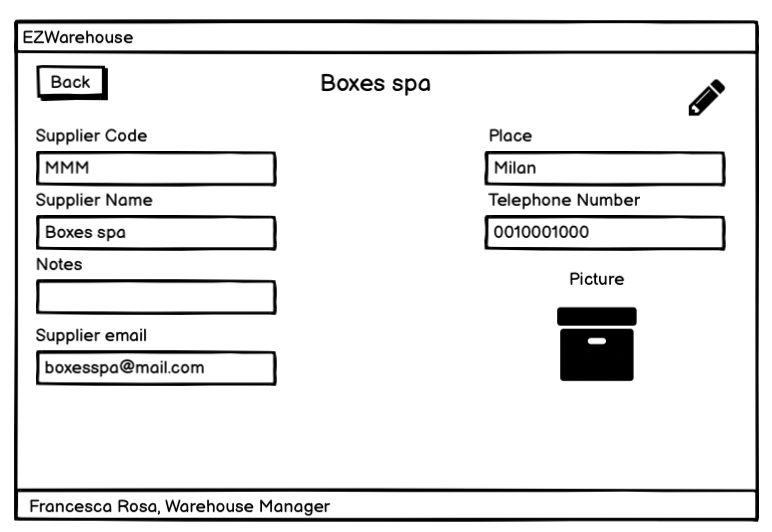 EZWarehouse
Back
Boxes spa
Supplier Code
MMM
Supplier Name
Boxes spa
Notes
Supplier email
boxesspa@mail.com
Place
Milan
Telephone Number
0010001000
Picture
Francesca Rosa, Warehouse Manager